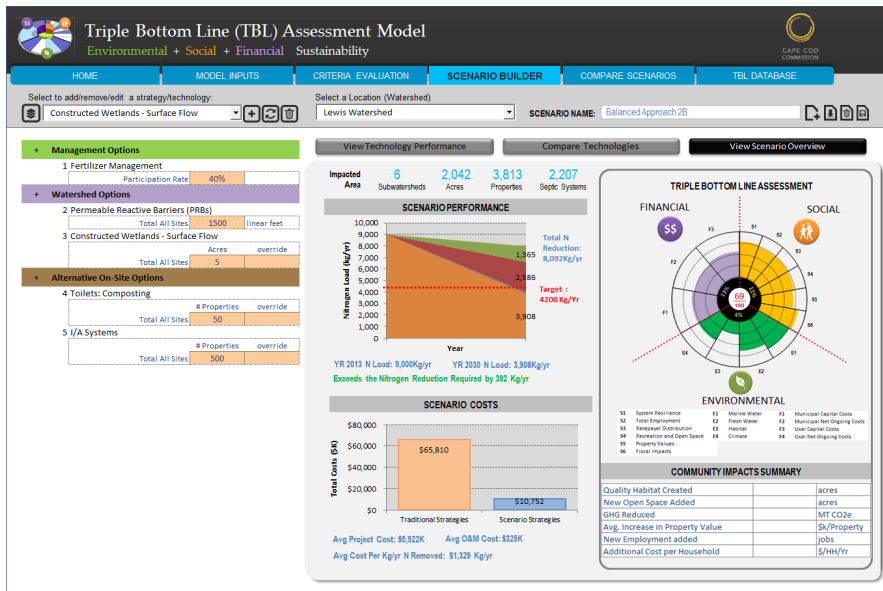 Triple Bottom Line (TBL) Assessment Model
Environmental + Social + Financial Sustainability
CAPE COD
COMMISSION
HOME
MODEL INPUTS
CRITERIA EVALUATION
SCENARIO BUILDER
COMPARE SCENARIOS
TBL DATABASE
Select to add/remove/edit a strategy/technology:
Constructed Wetlands - Surface Flow
Select a Location (Watershed)
Lewis Watershed
SCENARIO NAME: Balanced Approach 2B
+ Management Options
1 Fertilizer Management
Participation Rate 40%
+ Watershed Options
2 Permeable Reactive Barriers (PRBs)
Total All Sites 1500 linear feet
3 Constructed Wetlands - Surface Flow
Acres override
Total All Sites 5
+ Alternative On-Site Options
4 Toilets: Composting
# Properties override
Total All Sites 50
5 I/A Systems
# Properties override
Total All Sites 500
View Technology Performance
Compare Technologies
View Scenario Overview
Impacted Area
6 Subwatersheds
2,042 Acres
3,813 Properties
2,207 Septic Systems
SCENARIO PERFORMANCE
Nitrogen Load (kg/yr)
10,000
9,000
8,000
7,000
6,000
5,000
4,000
3,000
2,000
1,000
0
1,365
2,586
3,908
Year
Total N
Reduction:
8,092Kg/yr
Target :
4200 Kg/Yr
YR 2013 N Load: 9,000Kg/yr YR 2030 N Load: 3,908Kg/yr
Exceeds the Nitrogen Reduction Required by 392 Kg/yr
SCENARIO COSTS
Total Costs ($K)
$80,000
$60,000
$40,000
$20,000
$0
$65,810
$10,752
Traditional Strategies
Scenario Strategies
Avg Project Cost: $5,922K Avg O&M Cost: $325K
Avg Cost Per Kg/yr N Removed: $1,329 Kg/yr
TRIPLE BOTTOM LINE ASSESSMENT
FINANCIAL
$$
SOCIAL
F3
S1
S2
F2
S3
S4
F1
S5
S6
E4
E1
E3
E2
69
100
4%
ENVIRONMENTAL
S1 System Resilience E1 Marine Water F1 Municipal Capital Costs
S2 Total Employment E2 Fresh Water F2 Municipal Net Ongoing Costs
S3 Ratepayer Distribution E3 Habitat F3 User Capital Costs
S4 Recreation and Open Space E4 Climate F4 User Net Ongoing Costs
S5 Property Values
S6 Fiscal Impacts
COMMUNITY IMPACTS SUMMARY
Quality Habitat Created acres
New Open Space Added acres
GHG Reduced MT CO2e
Avg. Increase in Property Value $k/Property
New Employment added jobs
Additional Cost per Household $/HH/Yr